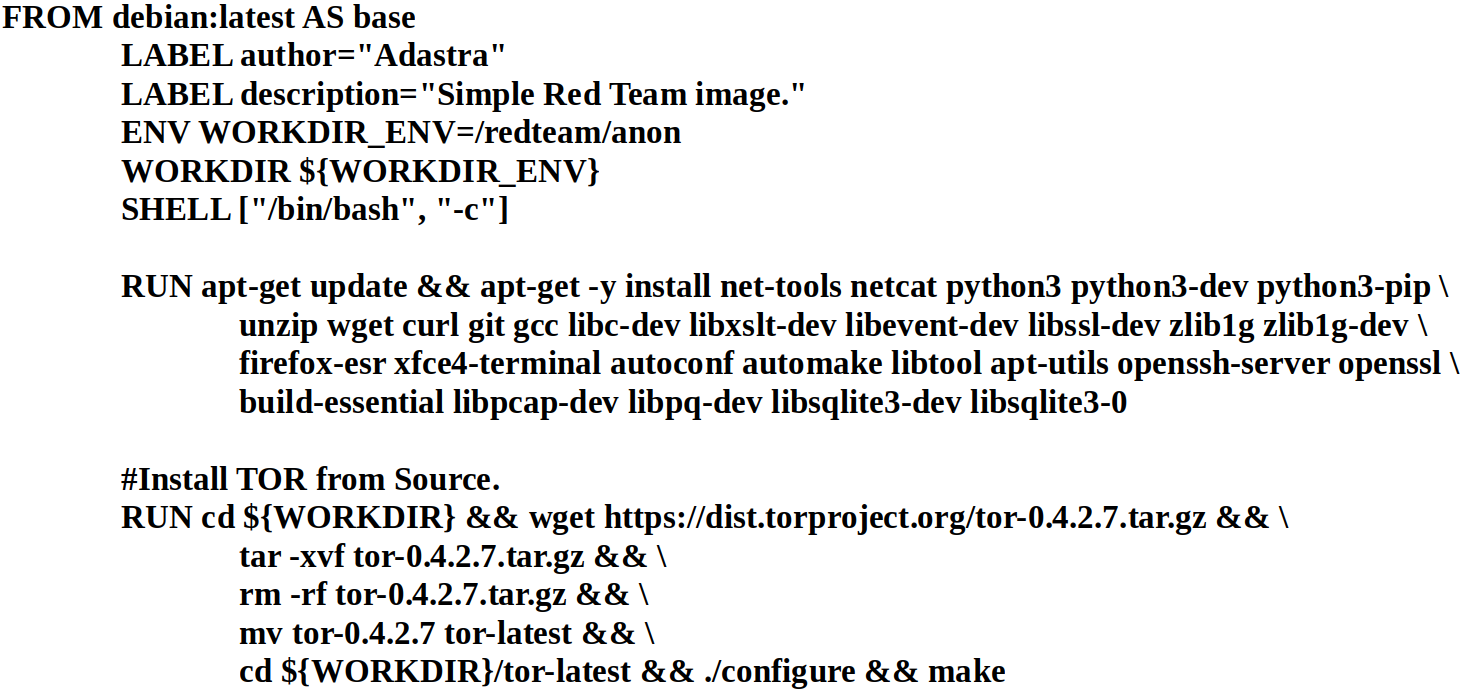 FROM debian:latest AS base
LABEL author="Adastra"
LABEL description="Simple Red Team image."
ENV WORKDIR_ENV=/redteam/anon
WORKDIR ${WORKDIR_ENV}
SHELL ["/bin/bash", "-c"]
RUN apt-get update && apt-get -y install net-tools netcat python3 python3-dev python3-pip \
unzip wget curl git gcc libc-dev libxslt-dev libevent-dev libssl-dev zlib1g zlib1g-dev \
firefox-esr xfce4-terminal autoconf automake libtool apt-utils openssh-server openssl \
build-essential libpcap-dev libpq-dev libsqlite3-dev libsqlite3-0
#Install TOR from Source.
RUN cd ${WORKDIR} && wget https://dist.torproject.org/tor-0.4.2.7.tar.gz && \
tar -xvf tor-0.4.2.7.tar.gz && \
rm -rf tor-0.4.2.7.tar.gz && \
mv tor-0.4.2.7 tor-latest && \
cd ${WORKDIR}/tor-latest && ./configure && make